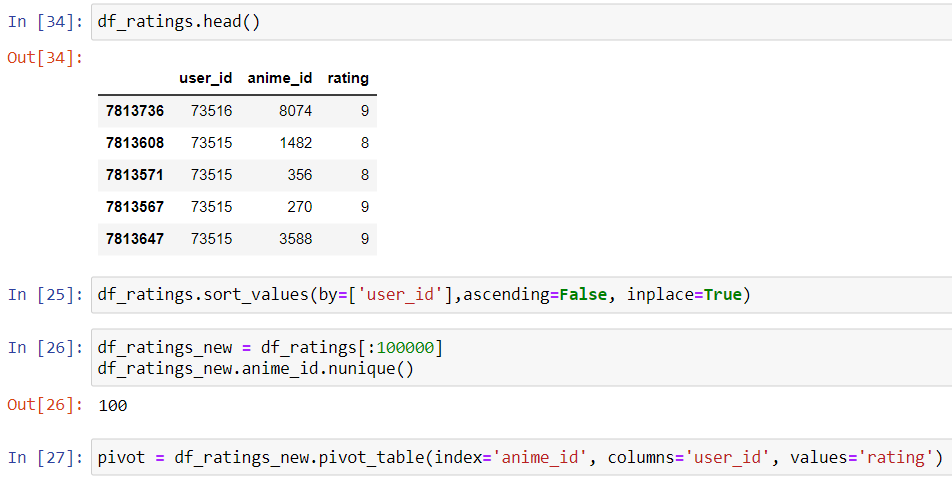 In [34]: df_ratings.head()
Out[34]:
user_id anime_id rating
7813736 73516 8074 9
7813608 73515 1482 8
7813571 73515 356 8
7813567 73515 270 9
7813647 73515 3588 9
In [25]: df_ratings.sort_values(by=['user_id'],ascending=False, inplace=True)
In [26]: df_ratings_new = df_ratings[:100000]
df_ratings_new.anime_id.nunique()
Out[26]: 100
In [27]: pivot = df_ratings_new.pivot_table(index='anime_id', columns='user_id', values='rating')